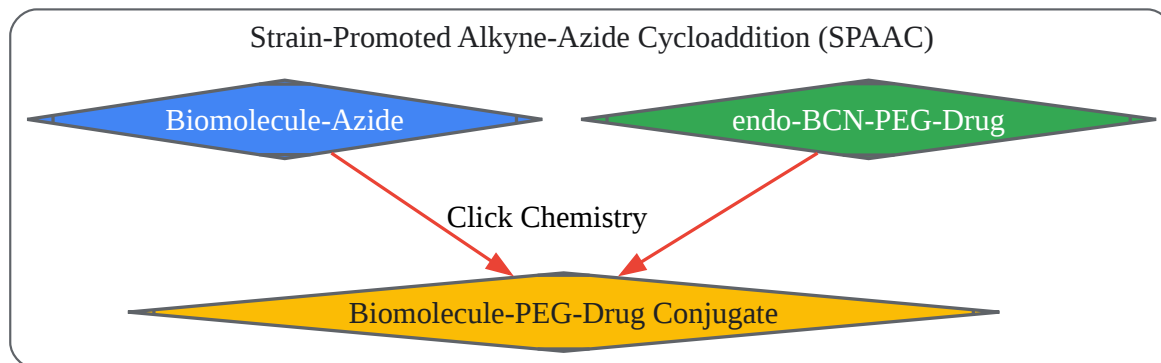 Strain-Promoted Alkyne-Azide Cycloaddition (SPAAC)
Biomolecule-Azide
endo-BCN-PEG-Drug
Click Chemistry
Biomolecule-PEG-Drug Conjugate